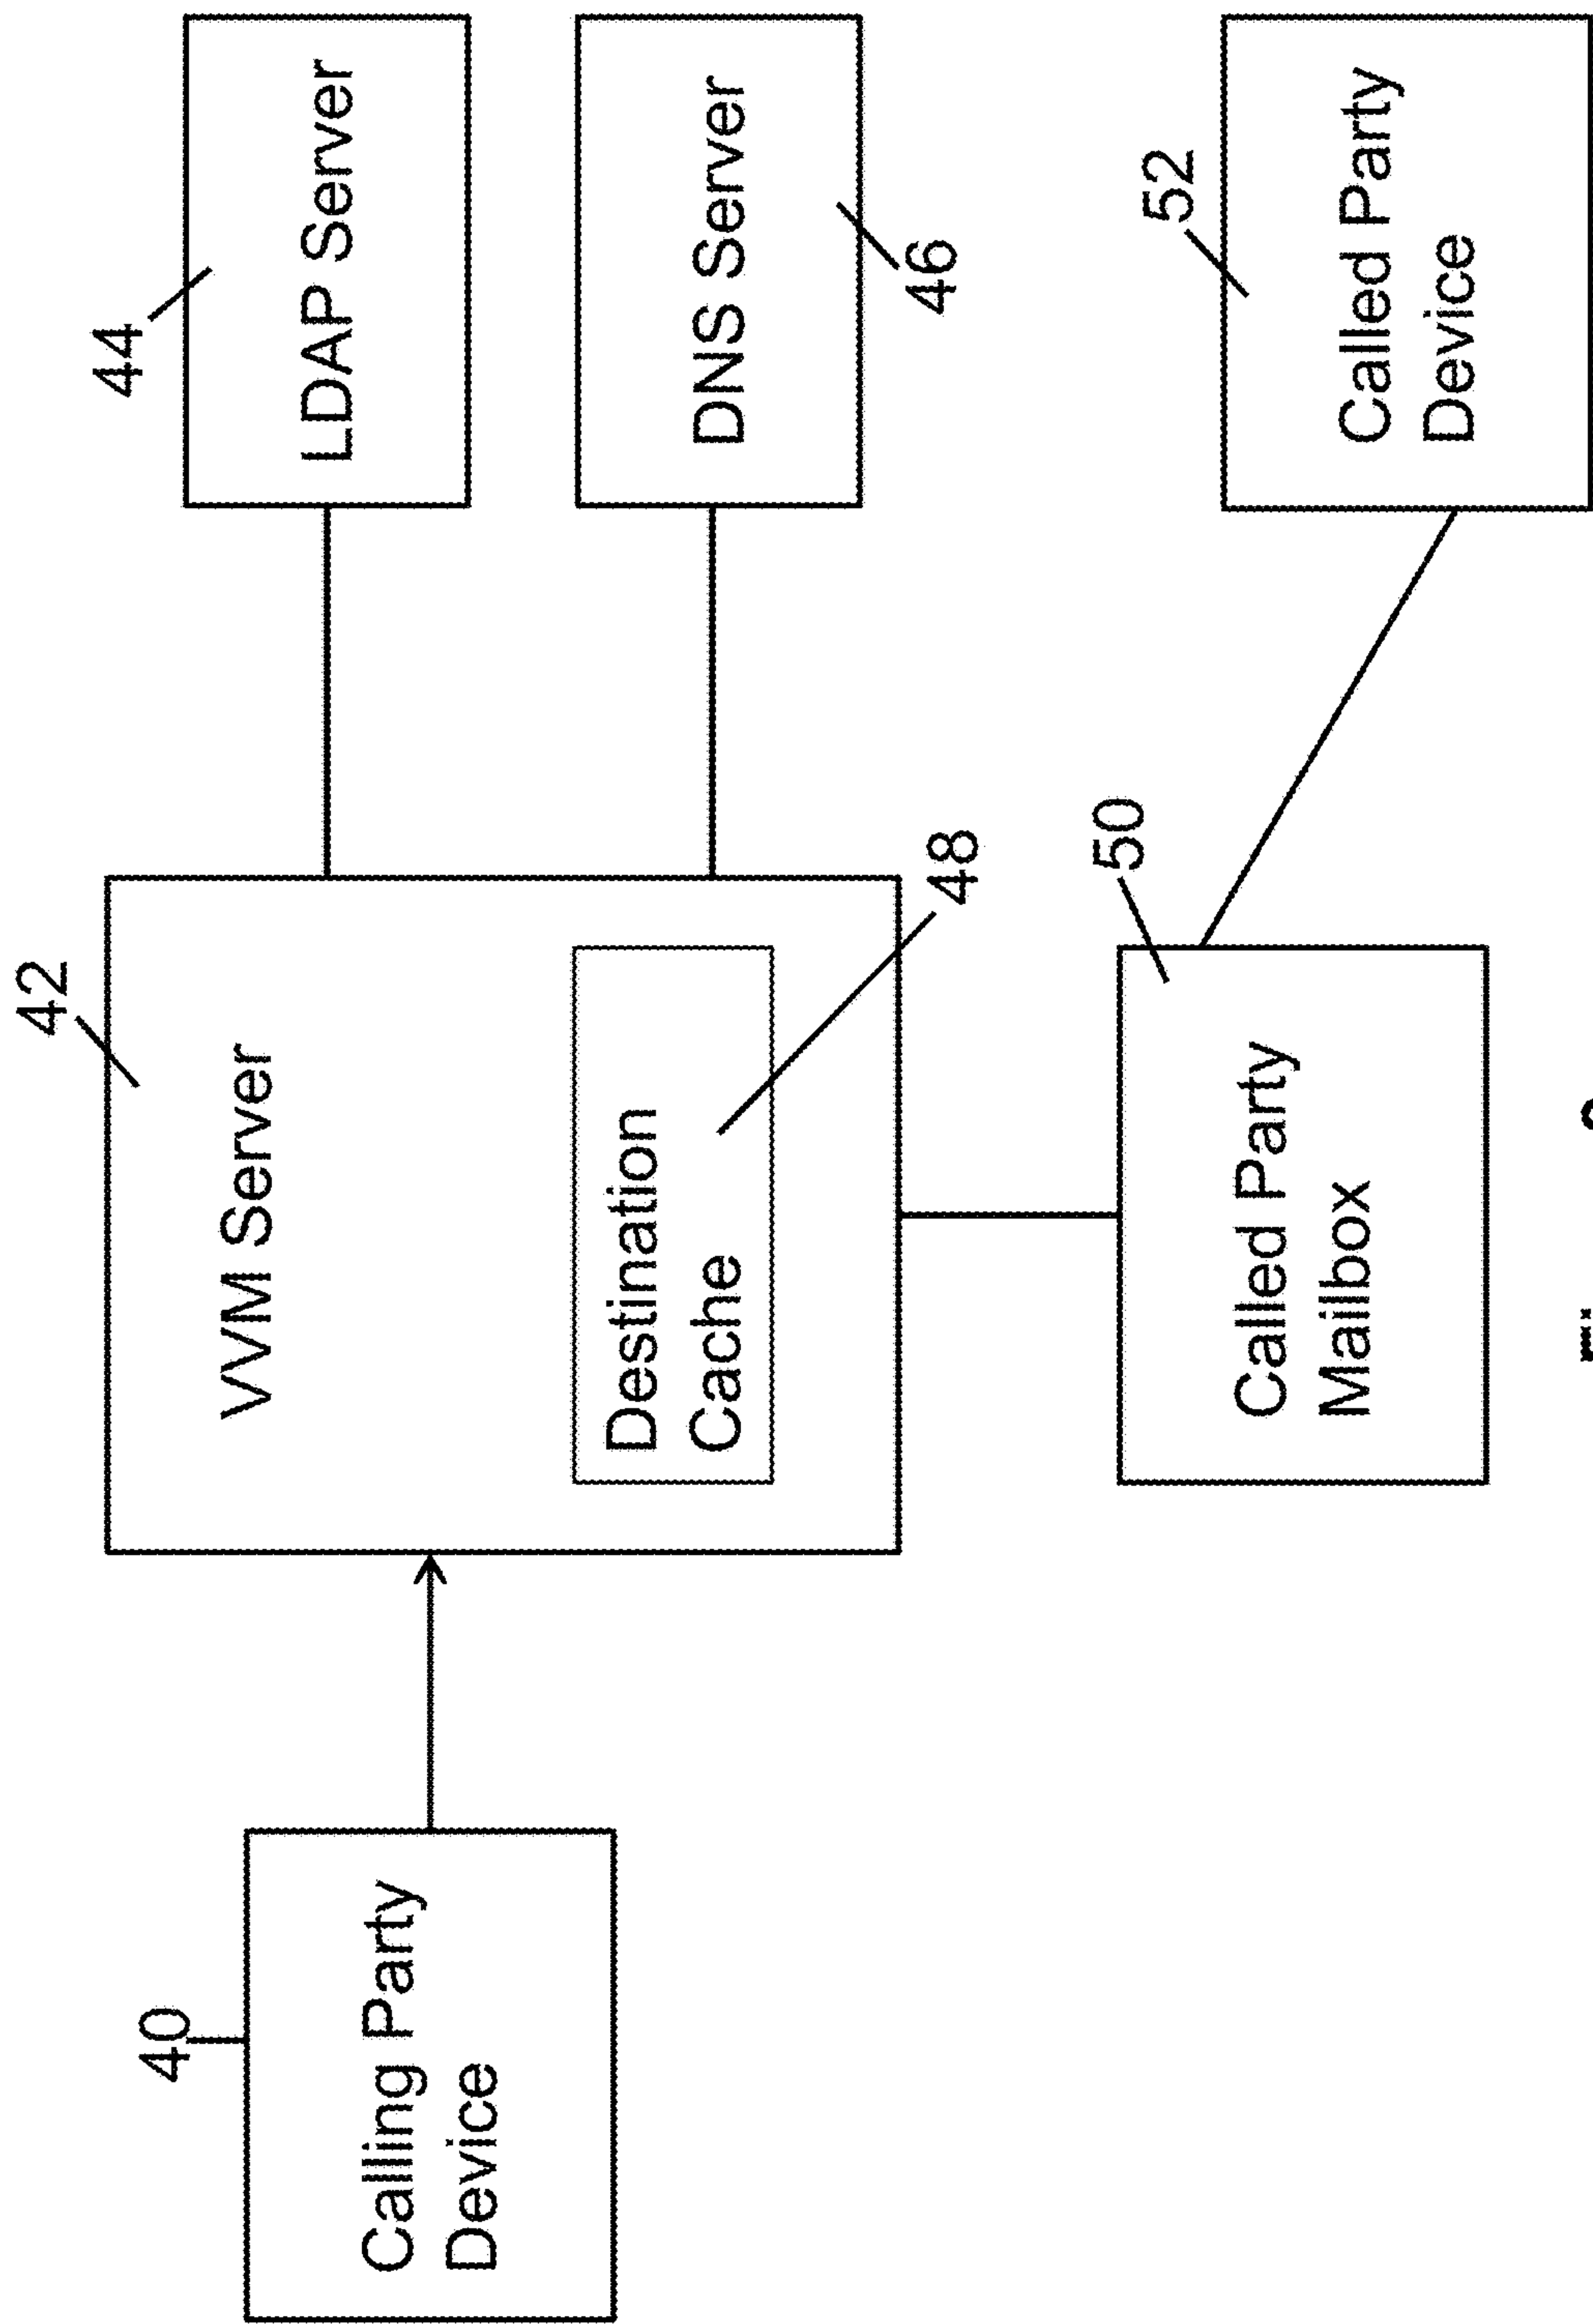 42
44
VVM Server
LDAP Server
40
Calling Party
Device
Destination
Cache
DNS Server
48
46
50
52
Called Party
Mailbox
Called Party
Device